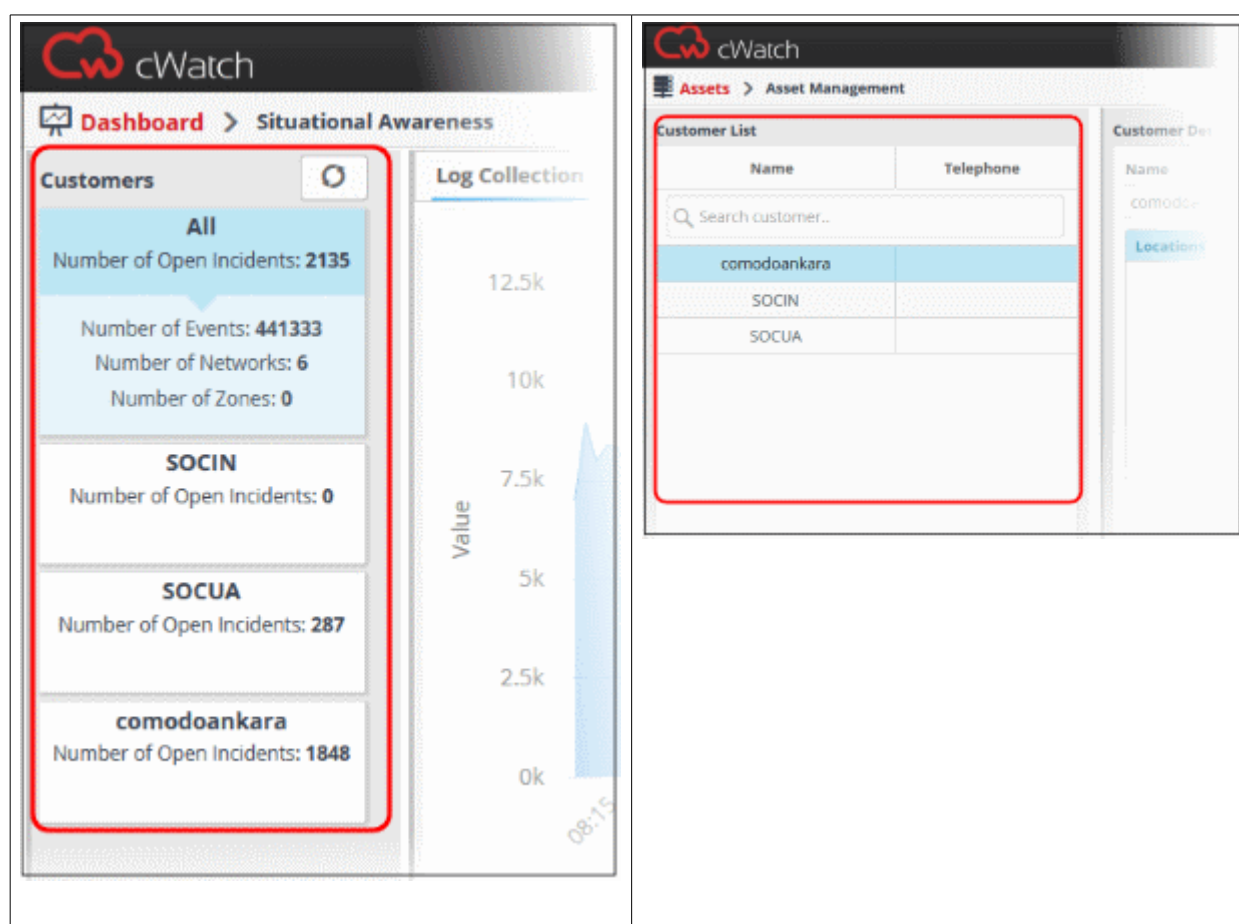 cWatch
Dashboard > Situational Awareness
Customers
All
Number of Open Incidents: 2135
Number of Events: 441333
Number of Networks: 6
Number of Zones: 0
SOCIN
Number of Open Incidents: 0
SOCUA
Number of Open Incidents: 287
comodoankara
Number of Open Incidents: 1848
Log Collection
12.5k
10k
7.5k
5k
2.5k
0k
Value
08:15
cWatch
Assets > Asset Management
Customer List
Name Telephone
Search customer..
comodoankara
SOCIN
SOCUA
Customer
Name
Locations